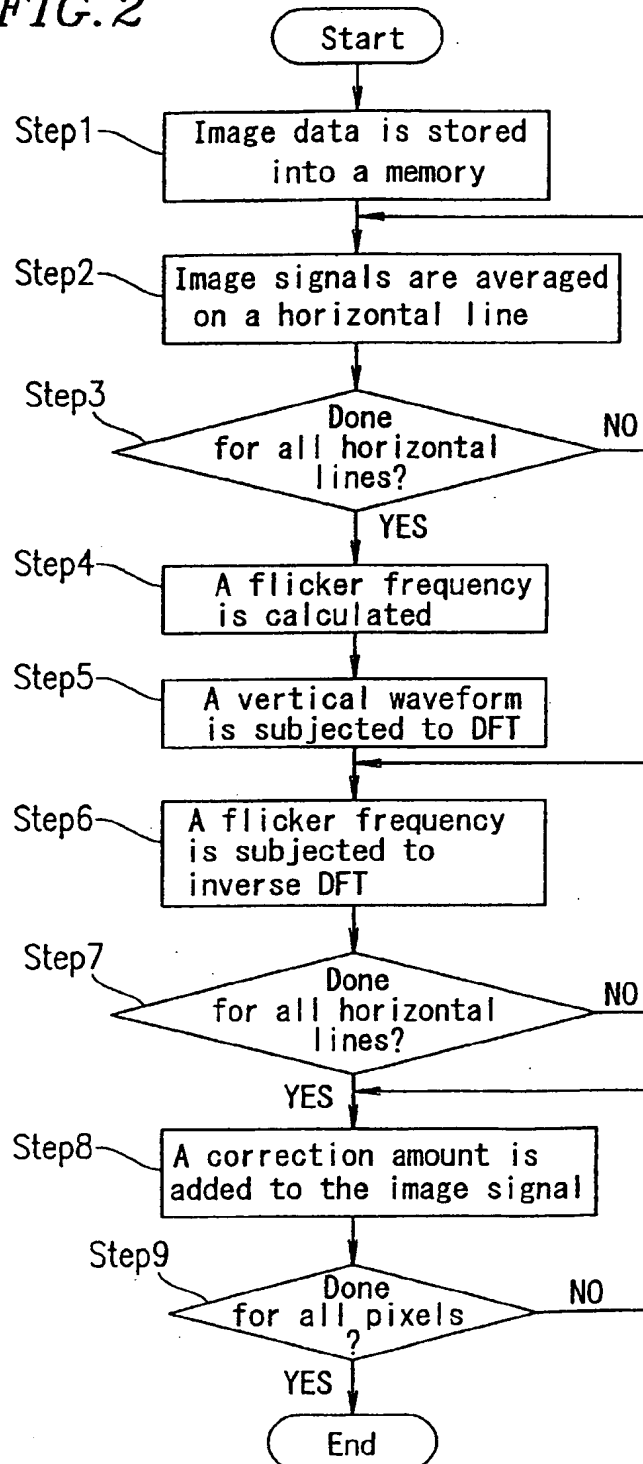 FIG. 2
Start
Step1
Image data is stored
into a memory
Step2
Image signals are averaged
on a horizontal line
Step3
Done
for all horizontal
lines?
NO
YES
Step4
A flicker frequency
is calculated
Step5
A vertical waveform
is subjected to DFT
Step6
A flicker frequency
is subjected to
inverse DFT
Step7
Done
for all horizontal
lines?
NO
YES
Step8
A correction amount is
added to the image signal
Step9
Done
for all pixels
?
NO
YES
End